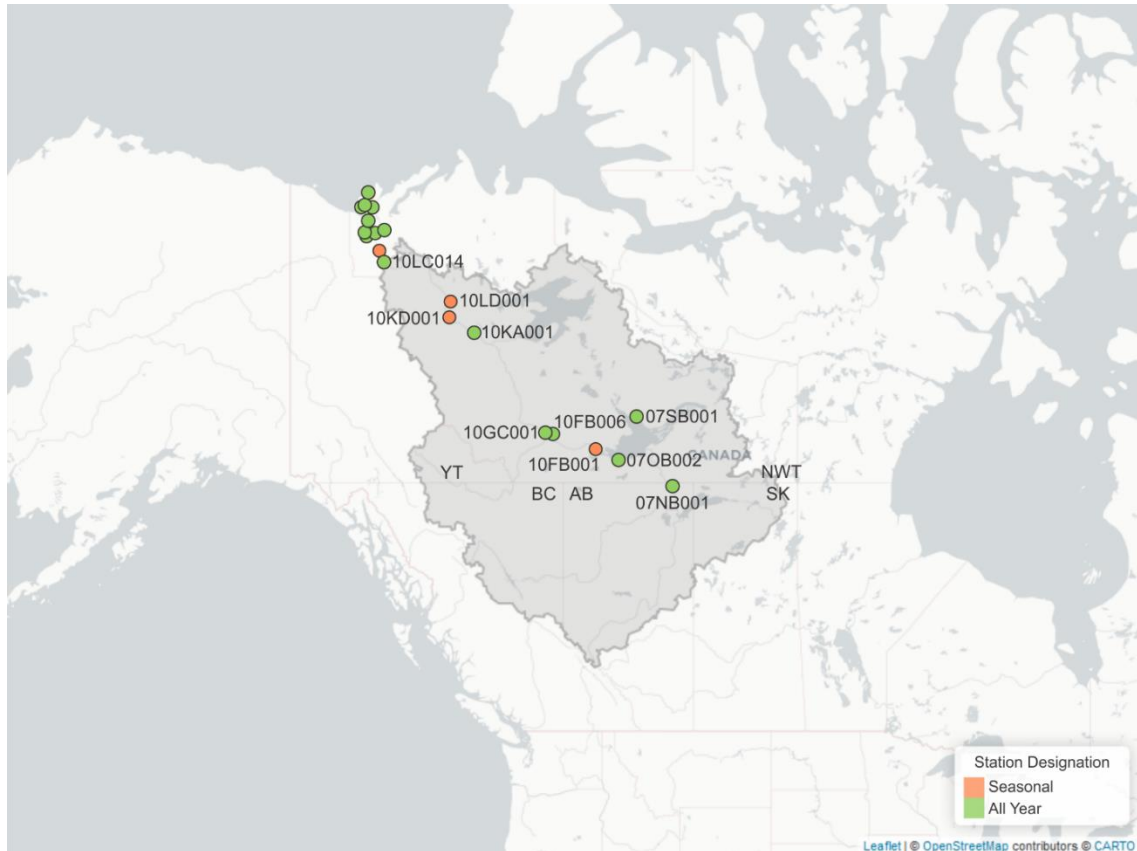 10LC014
10LD001
10KD001
10KA001
07SB001
10FB006
10GC001
10FB001
CANADA
07OB002
YT
NWT
BC
AB
SK
07NB001
Station Designation
Seasonal
All Year
Leaflet | © OpenStreetMap contributors © CARTO